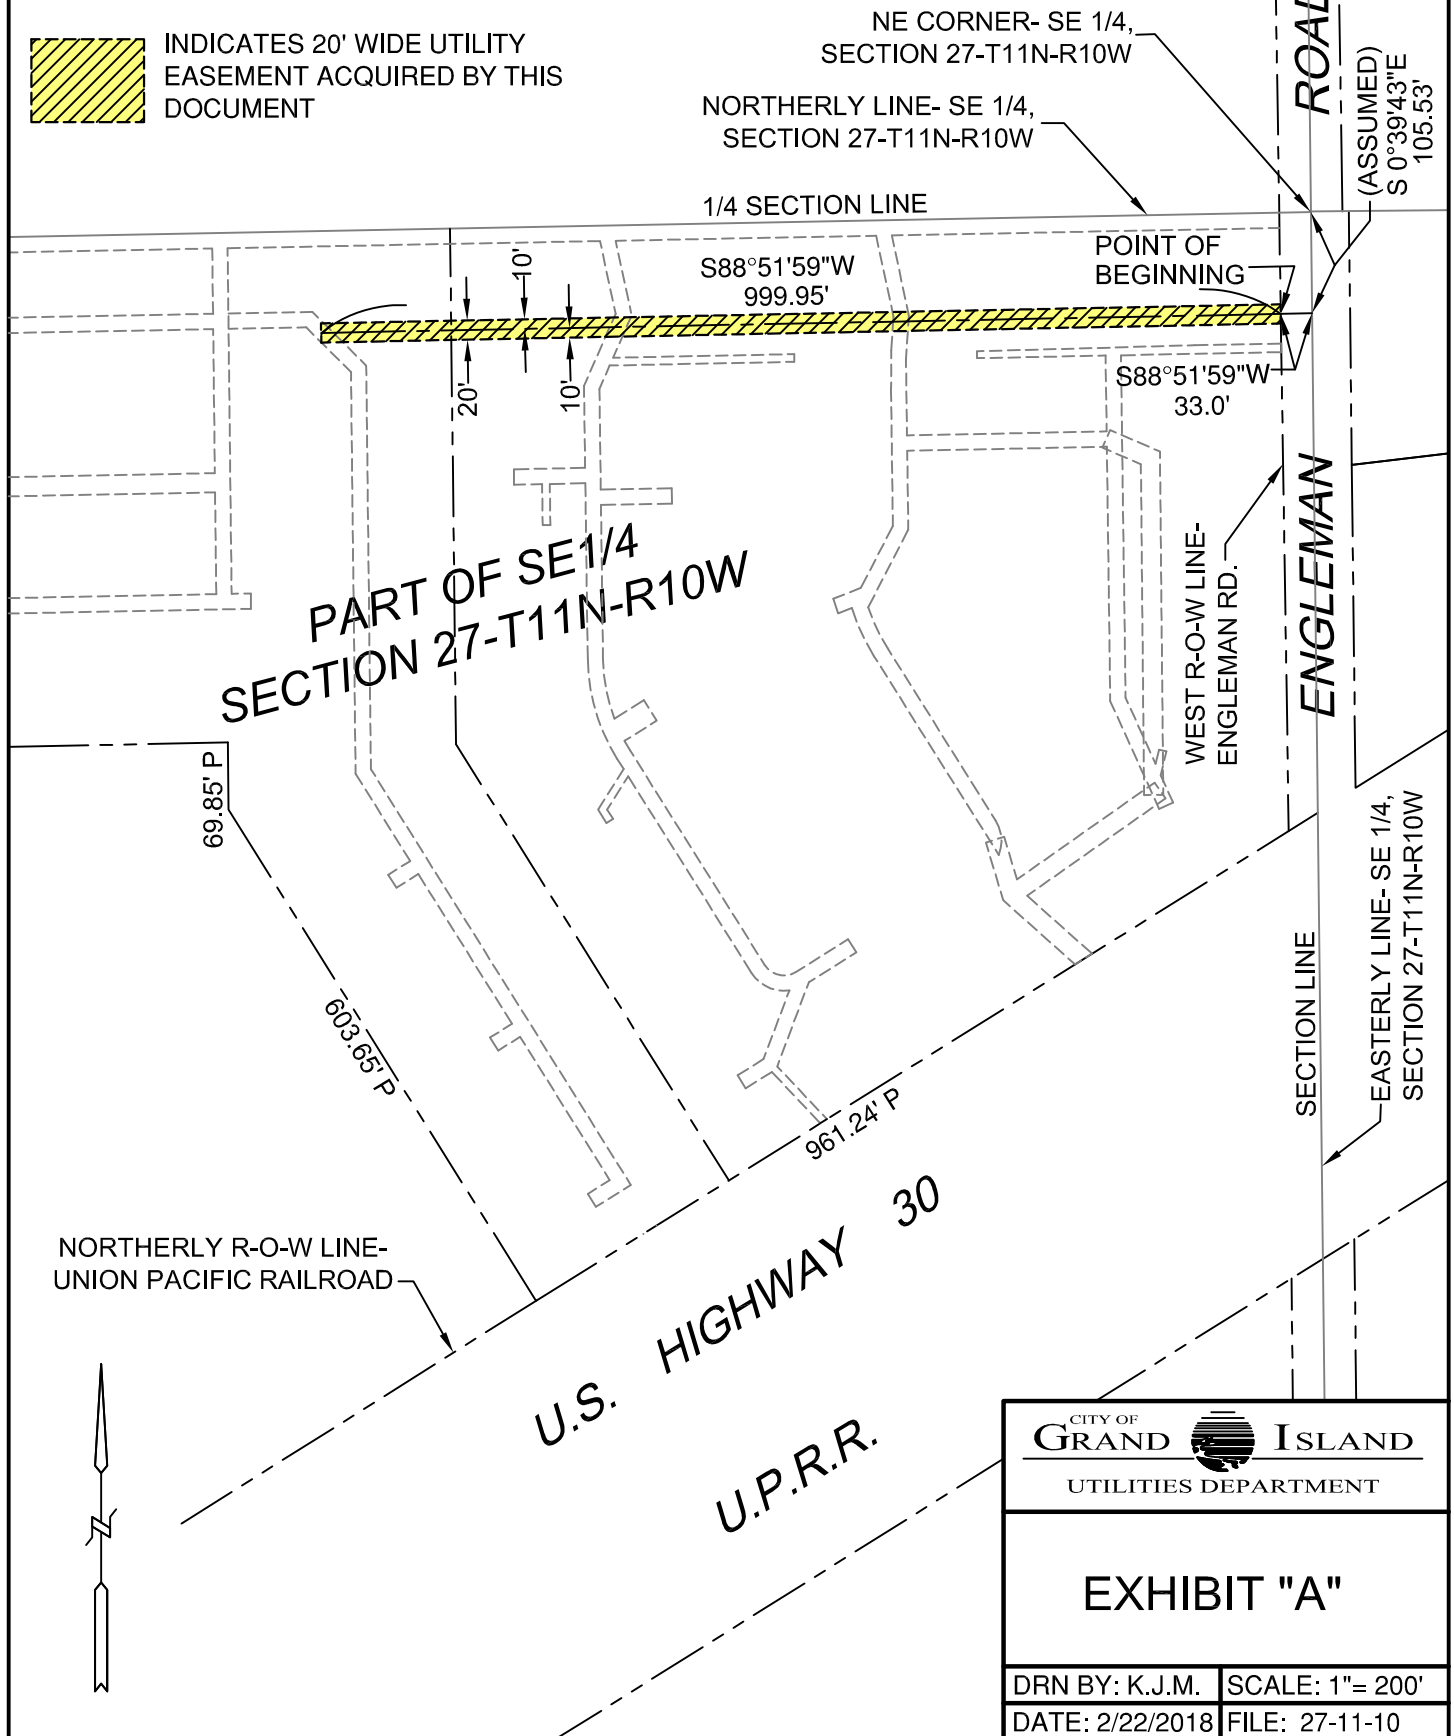 INDICATES 20' WIDE UTILITY
EASEMENT ACQUIRED BY THIS
DOCUMENT
NE CORNER- SE 1/4,
SECTION 27-T11N-R10W
NORTHERLY LINE- SE 1/4,
SECTION 27-T11N-R10W
ROAD
(ASSUMED)
S 0°39'43"E
105.53'
1/4 SECTION LINE
POINT OF
BEGINNING
S88°51'59"W
999.95'
10'
20'
10'
S88°51'59"W
33.0'
PART OF SE1/4
SECTION 27-T11N-R10W
WEST R-O-W LINE-
ENGLEMAN RD.
ENGLEMAN
69.85' P
603.65' P
961.24' P
SECTION LINE
EASTERLY LINE- SE 1/4,
SECTION 27-T11N-R10W
NORTHERLY R-O-W LINE-
UNION PACIFIC RAILROAD
U.S. HIGHWAY 30
U.P.R.R.
CITY OF
GRAND ISLAND
UTILITIES DEPARTMENT
EXHIBIT "A"
DRN BY: K.J.M. SCALE: 1"= 200'
DATE: 2/22/2018 FILE: 27-11-10